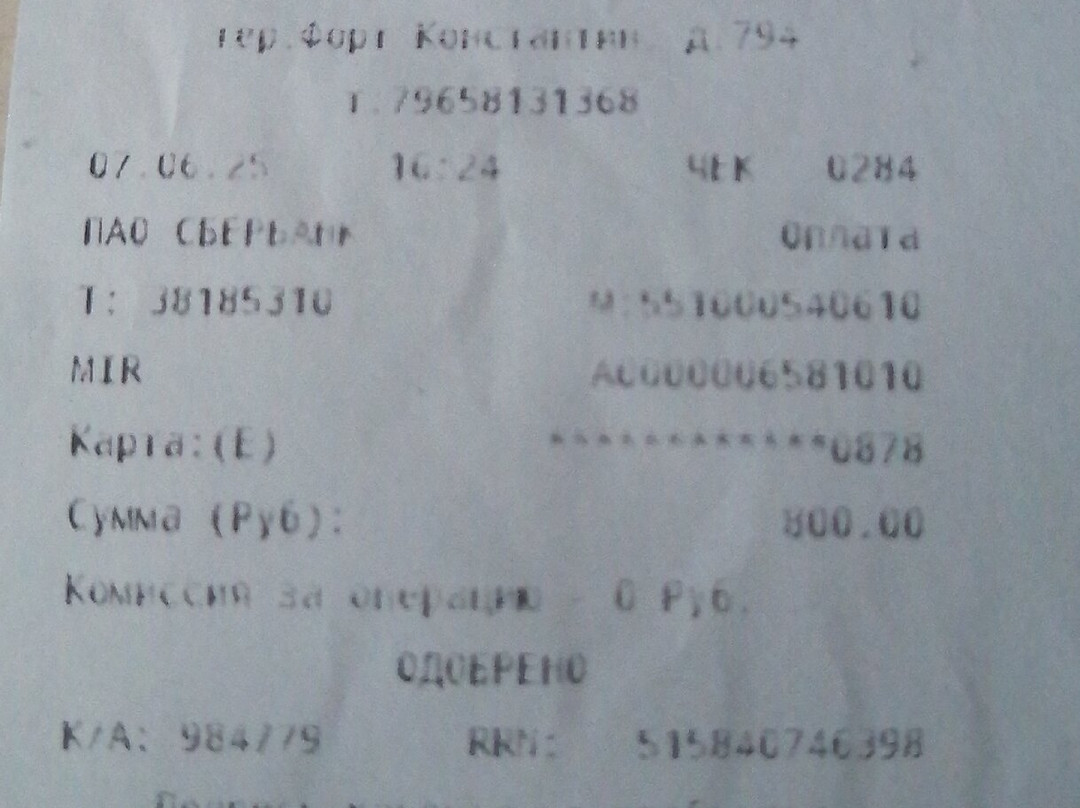 тер.Форт Константин, д.794
т.79658131368
07.06.25 16:24 ЧЕК 0284
ПАО СБЕРБАНК Оплата
Т: 38185310 М:551000540610
MIR A0000006581010
Карта:(E) ************0878
Сумма (Руб): 800.00
Комиссия за операцию - 0 Руб.
ОДОБРЕНО
К/А: 984779 RRN: 515840746398